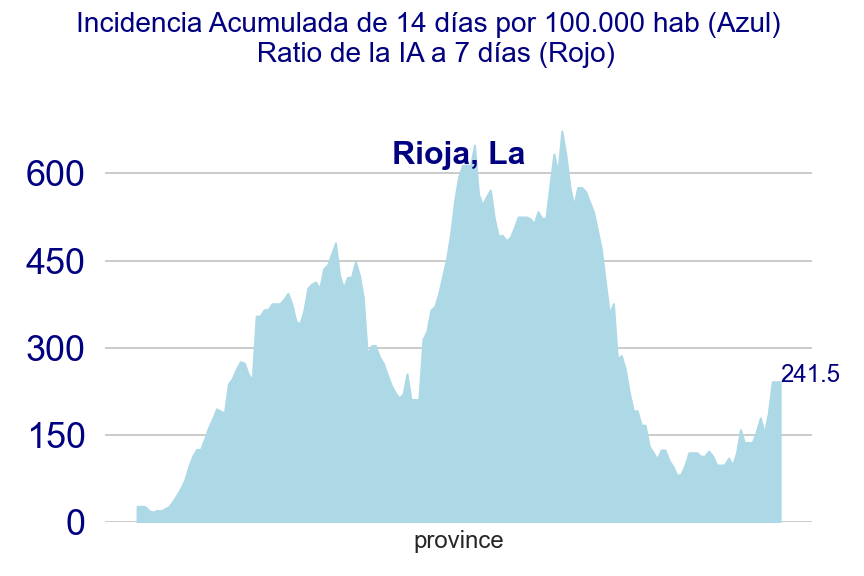 Incidencia Acumulada de 14 días por 100.000 hab (Azul)
Ratio de la IA a 7 días (Rojo)
Rioja, La
600
450
300
241.5
150
0
province